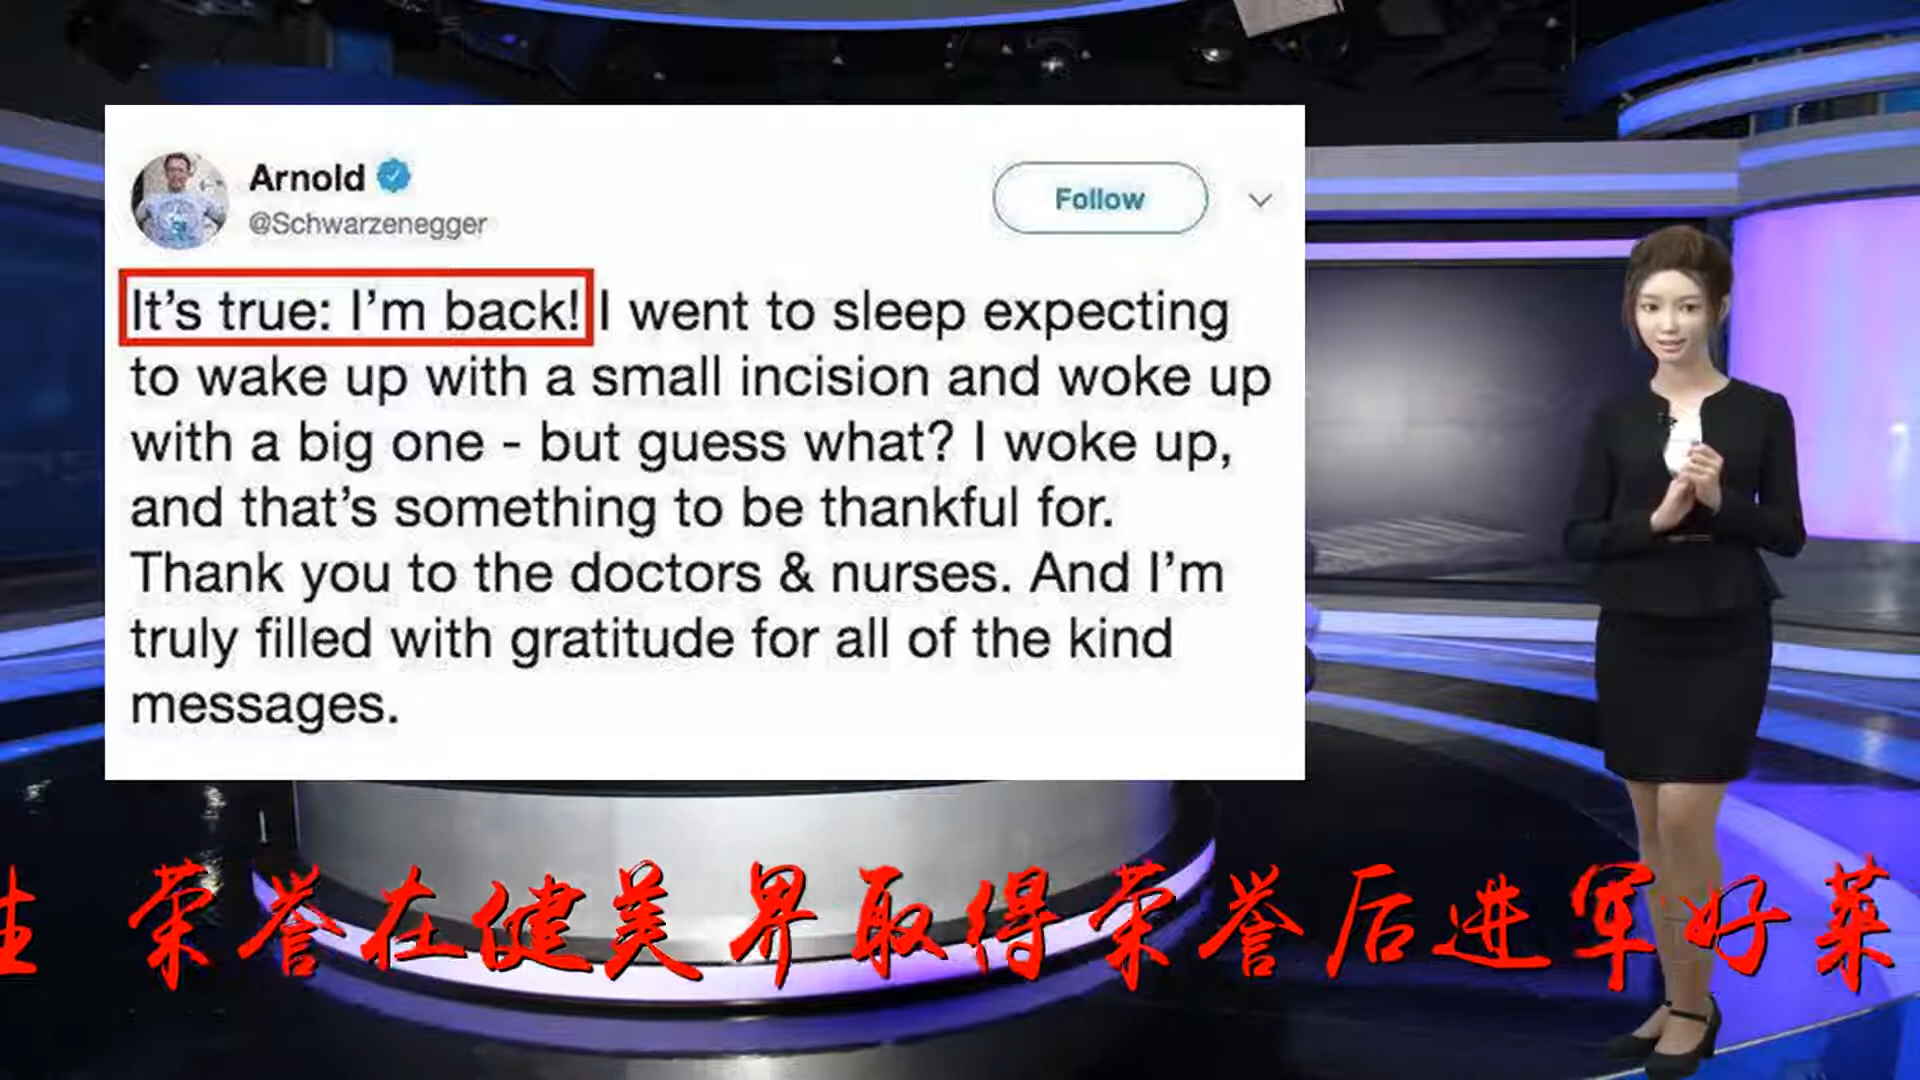 Arnold
@Schwarzenegger
Follow
It's true: I'm back! I went to sleep expecting
to wake up with a small incision and woke up
with a big one - but guess what? I woke up,
and that's something to be thankful for.
Thank you to the doctors & nurses. And I'm
truly filled with gratitude for all of the kind
messages.
荣誉在健美界取得荣誉后进军好莱